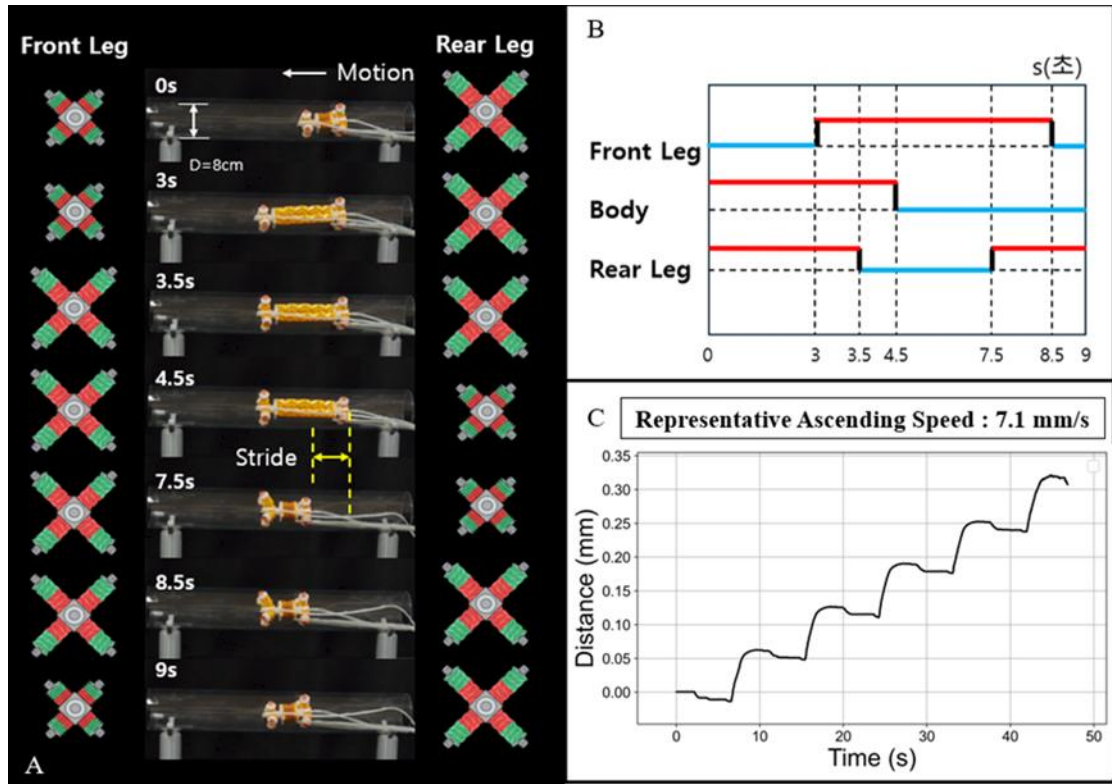 Front Leg
Rear Leg
Motion
0s
D=8cm
3s
3.5s
4.5s
Stride
7.5s
8.5s
9s
A
B
s(초)
Front Leg
Body
Rear Leg
0 3 3.5 4.5 7.5 8.5 9
C
Representative Ascending Speed : 7.1 mm/s
0.35
0.30
0.25
0.20
0.15
0.10
0.05
0.00
Distance (mm)
0 10 20 30 40 50
Time (s)